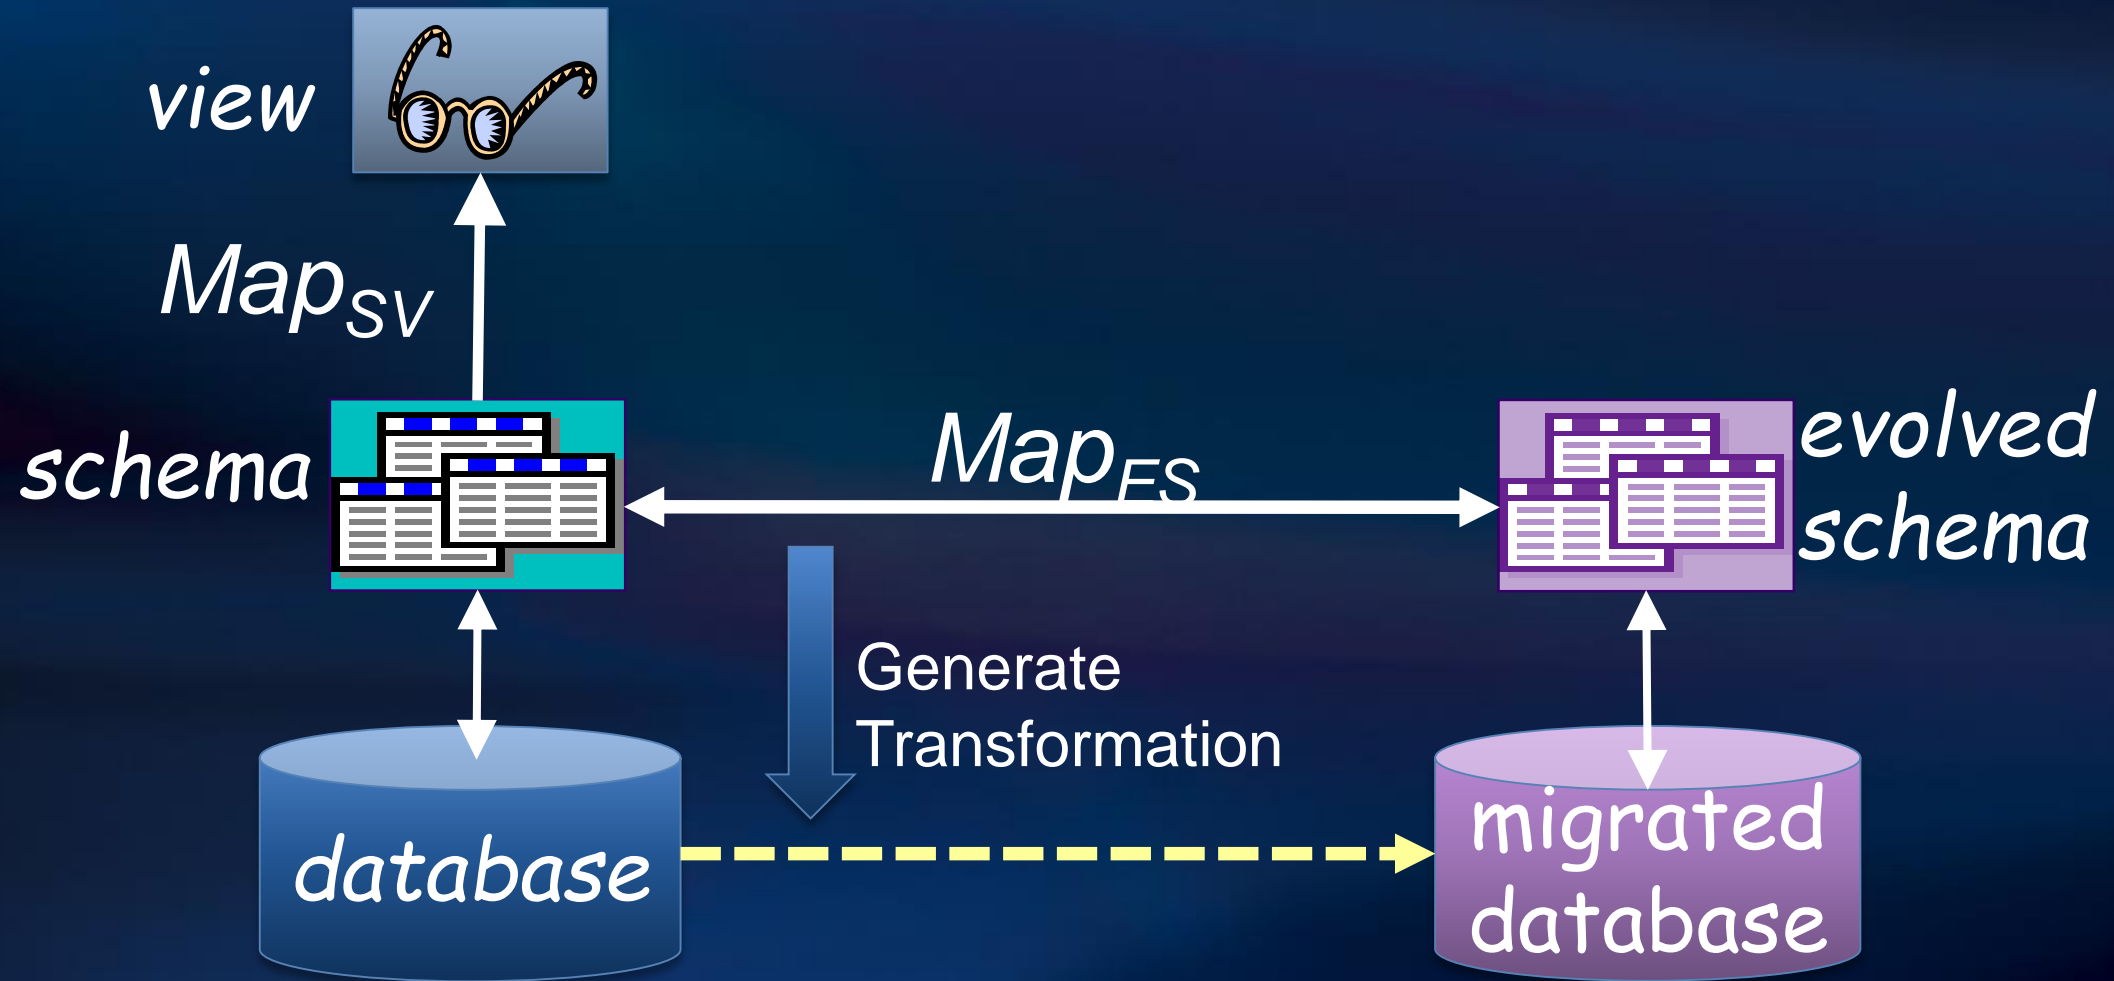 view
Map_SV
schema
Map_ES
evolved
schema
Generate
Transformation
database
migrated
database